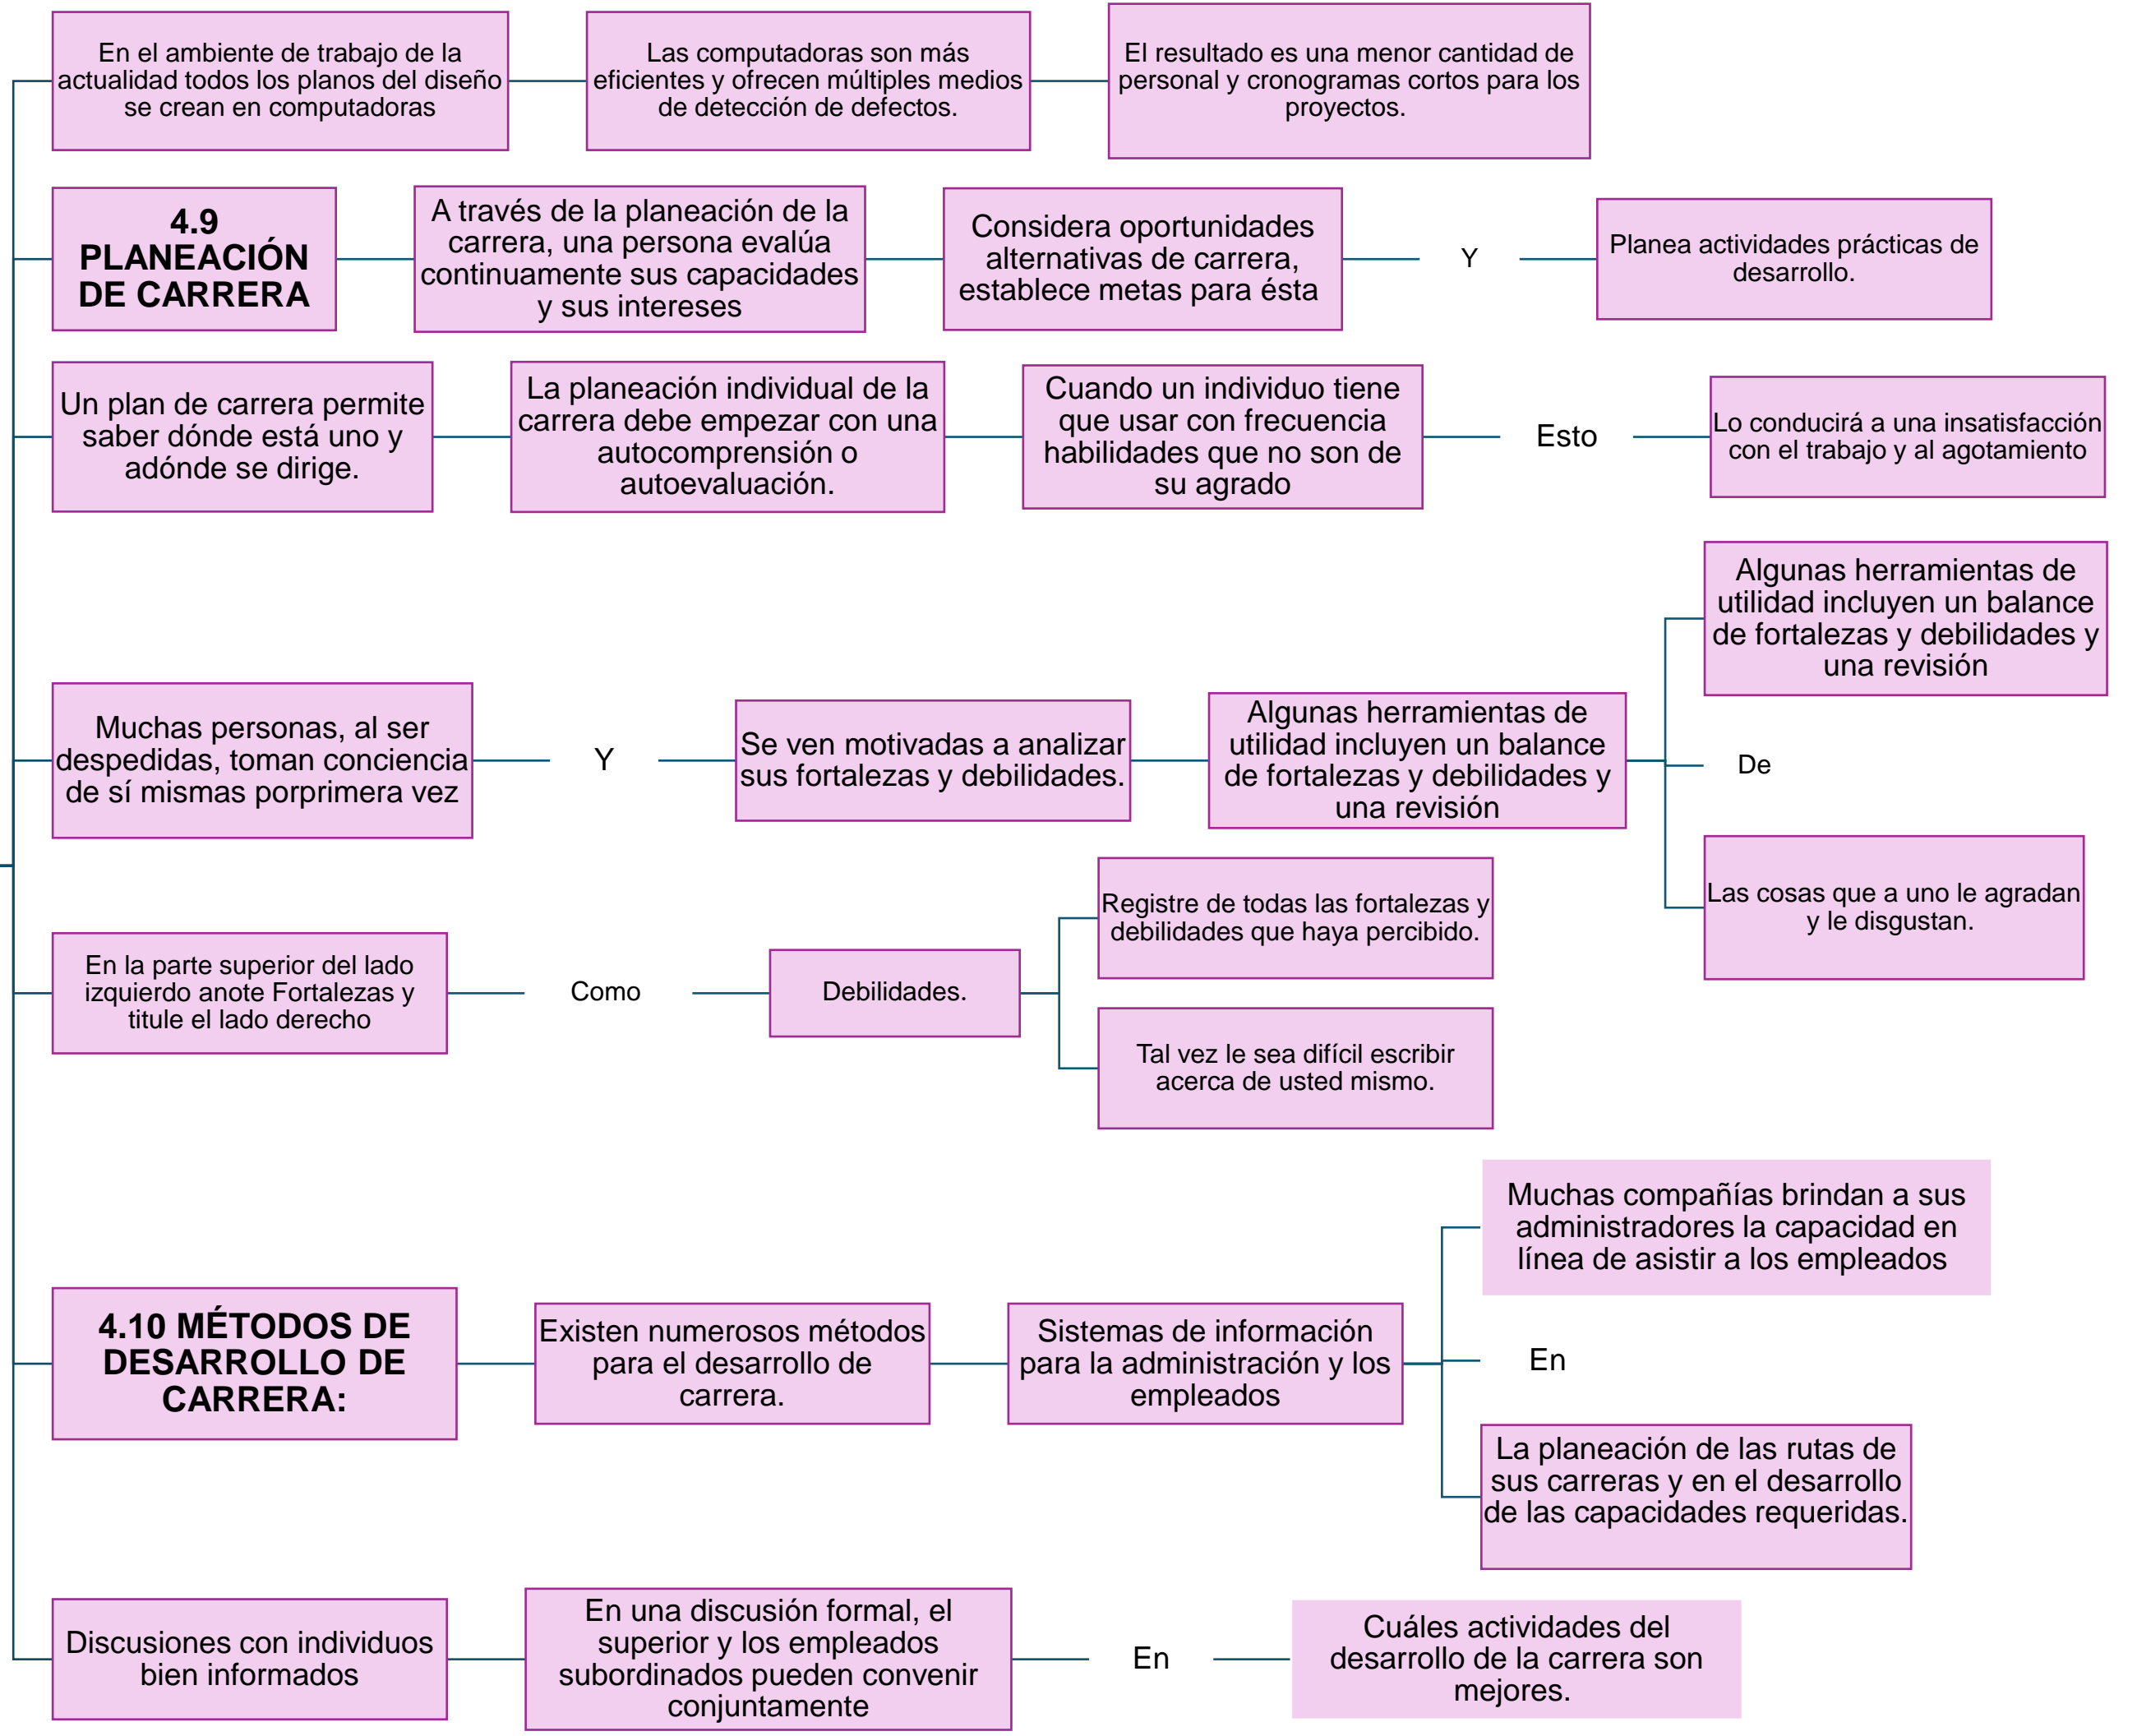 En el ambiente de trabajo de la
actualidad todos los planos del diseño
se crean en computadoras
Las computadoras son más
eficientes y ofrecen múltiples medios
de detección de defectos.
El resultado es una menor cantidad de
personal y cronogramas cortos para los
proyectos.
4.9
PLANEACIÓN
DE CARRERA
A través de la planeación de la
carrera, una persona evalúa
continuamente sus capacidades
y sus intereses
Considera oportunidades
alternativas de carrera,
establece metas para ésta
Y
Planea actividades prácticas de
desarrollo.
Un plan de carrera permite
saber dónde está uno y
adónde se dirige.
La planeación individual de la
carrera debe empezar con una
autocomprensión o
autoevaluación.
Cuando un individuo tiene
que usar con frecuencia
habilidades que no son de
su agrado
Esto
Lo conducirá a una insatisfacción
con el trabajo y al agotamiento
Muchas personas, al ser
despedidas, toman conciencia
de sí mismas porprimera vez
Y
Se ven motivadas a analizar
sus fortalezas y debilidades.
Algunas herramientas de
utilidad incluyen un balance
de fortalezas y debilidades y
una revisión
Algunas herramientas de
utilidad incluyen un balance
de fortalezas y debilidades y
una revisión
De
Las cosas que a uno le agradan
y le disgustan.
En la parte superior del lado
izquierdo anote Fortalezas y
titule el lado derecho
Como
Debilidades.
Registre de todas las fortalezas y
debilidades que haya percibido.
Tal vez le sea difícil escribir
acerca de usted mismo.
4.10 MÉTODOS DE
DESARROLLO DE
CARRERA:
Existen numerosos métodos
para el desarrollo de
carrera.
Sistemas de información
para la administración y los
empleados
Muchas compañías brindan a sus
administradores la capacidad en
línea de asistir a los empleados
En
La planeación de las rutas de
sus carreras y en el desarrollo
de las capacidades requeridas.
Discusiones con individuos
bien informados
En una discusión formal, el
superior y los empleados
subordinados pueden convenir
conjuntamente
En
Cuáles actividades del
desarrollo de la carrera son
mejores.